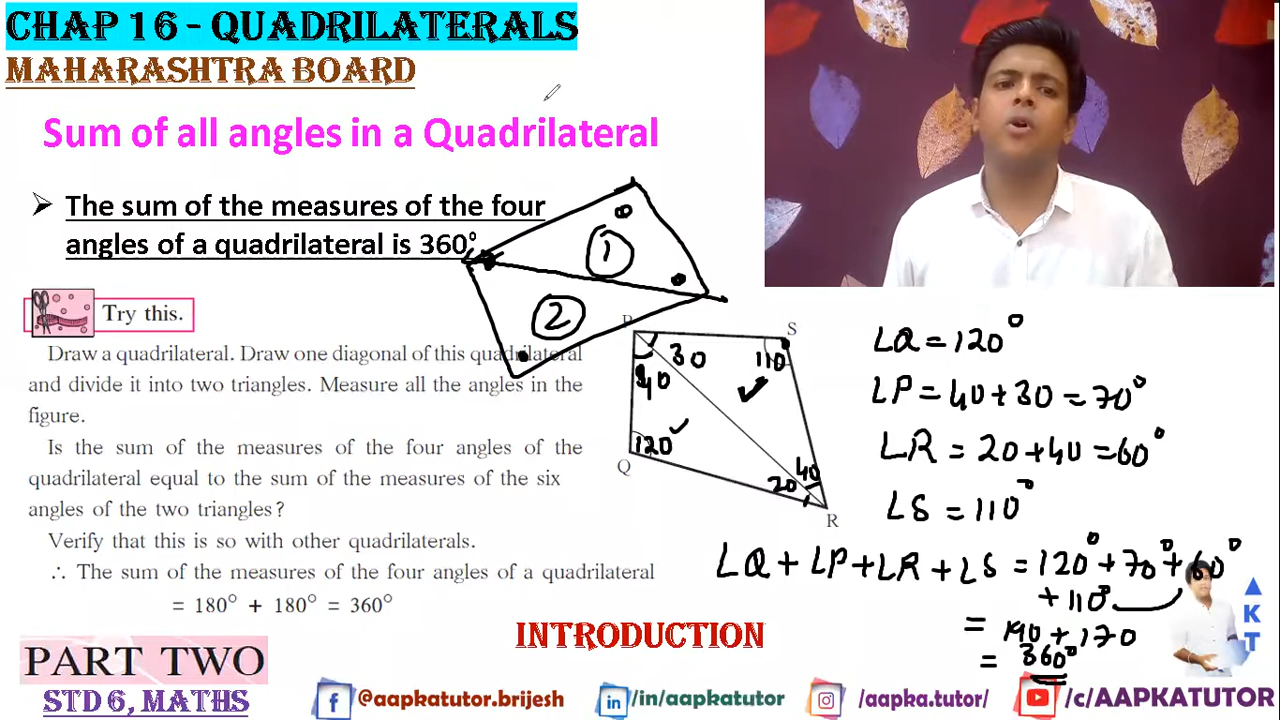 CHAP 16 - QUADRILATERALS
MAHARASHTRA BOARD
Sum of all angles in a Quadrilateral
➢ The sum of the measures of the four
angles of a quadrilateral is 360°
1
2
Try this.
Draw a quadrilateral. Draw one diagonal of this quadrilateral
and divide it into two triangles. Measure all the angles in the
figure.
Is the sum of the measures of the four angles of the
quadrilateral equal to the sum of the measures of the six
angles of the two triangles?
Verify that this is so with other quadrilaterals.
∴ The sum of the measures of the four angles of a quadrilateral
= 180° + 180° = 360°
P
S
30
110
40
120
Q
40
20
R
∠Q = 120°
∠P = 40 + 30 = 70°
∠R = 20 + 40 = 60°
∠S = 110°
∠Q + ∠P + ∠R + ∠S = 120° + 70° + 60°
+ 110°
= 190 + 170
= 360°
AKT
INTRODUCTION
PART TWO
STD 6, MATHS
@aapkatutor.brijesh
/in/aapkatutor
/aapka.tutor/
/c/AAPKATUTOR